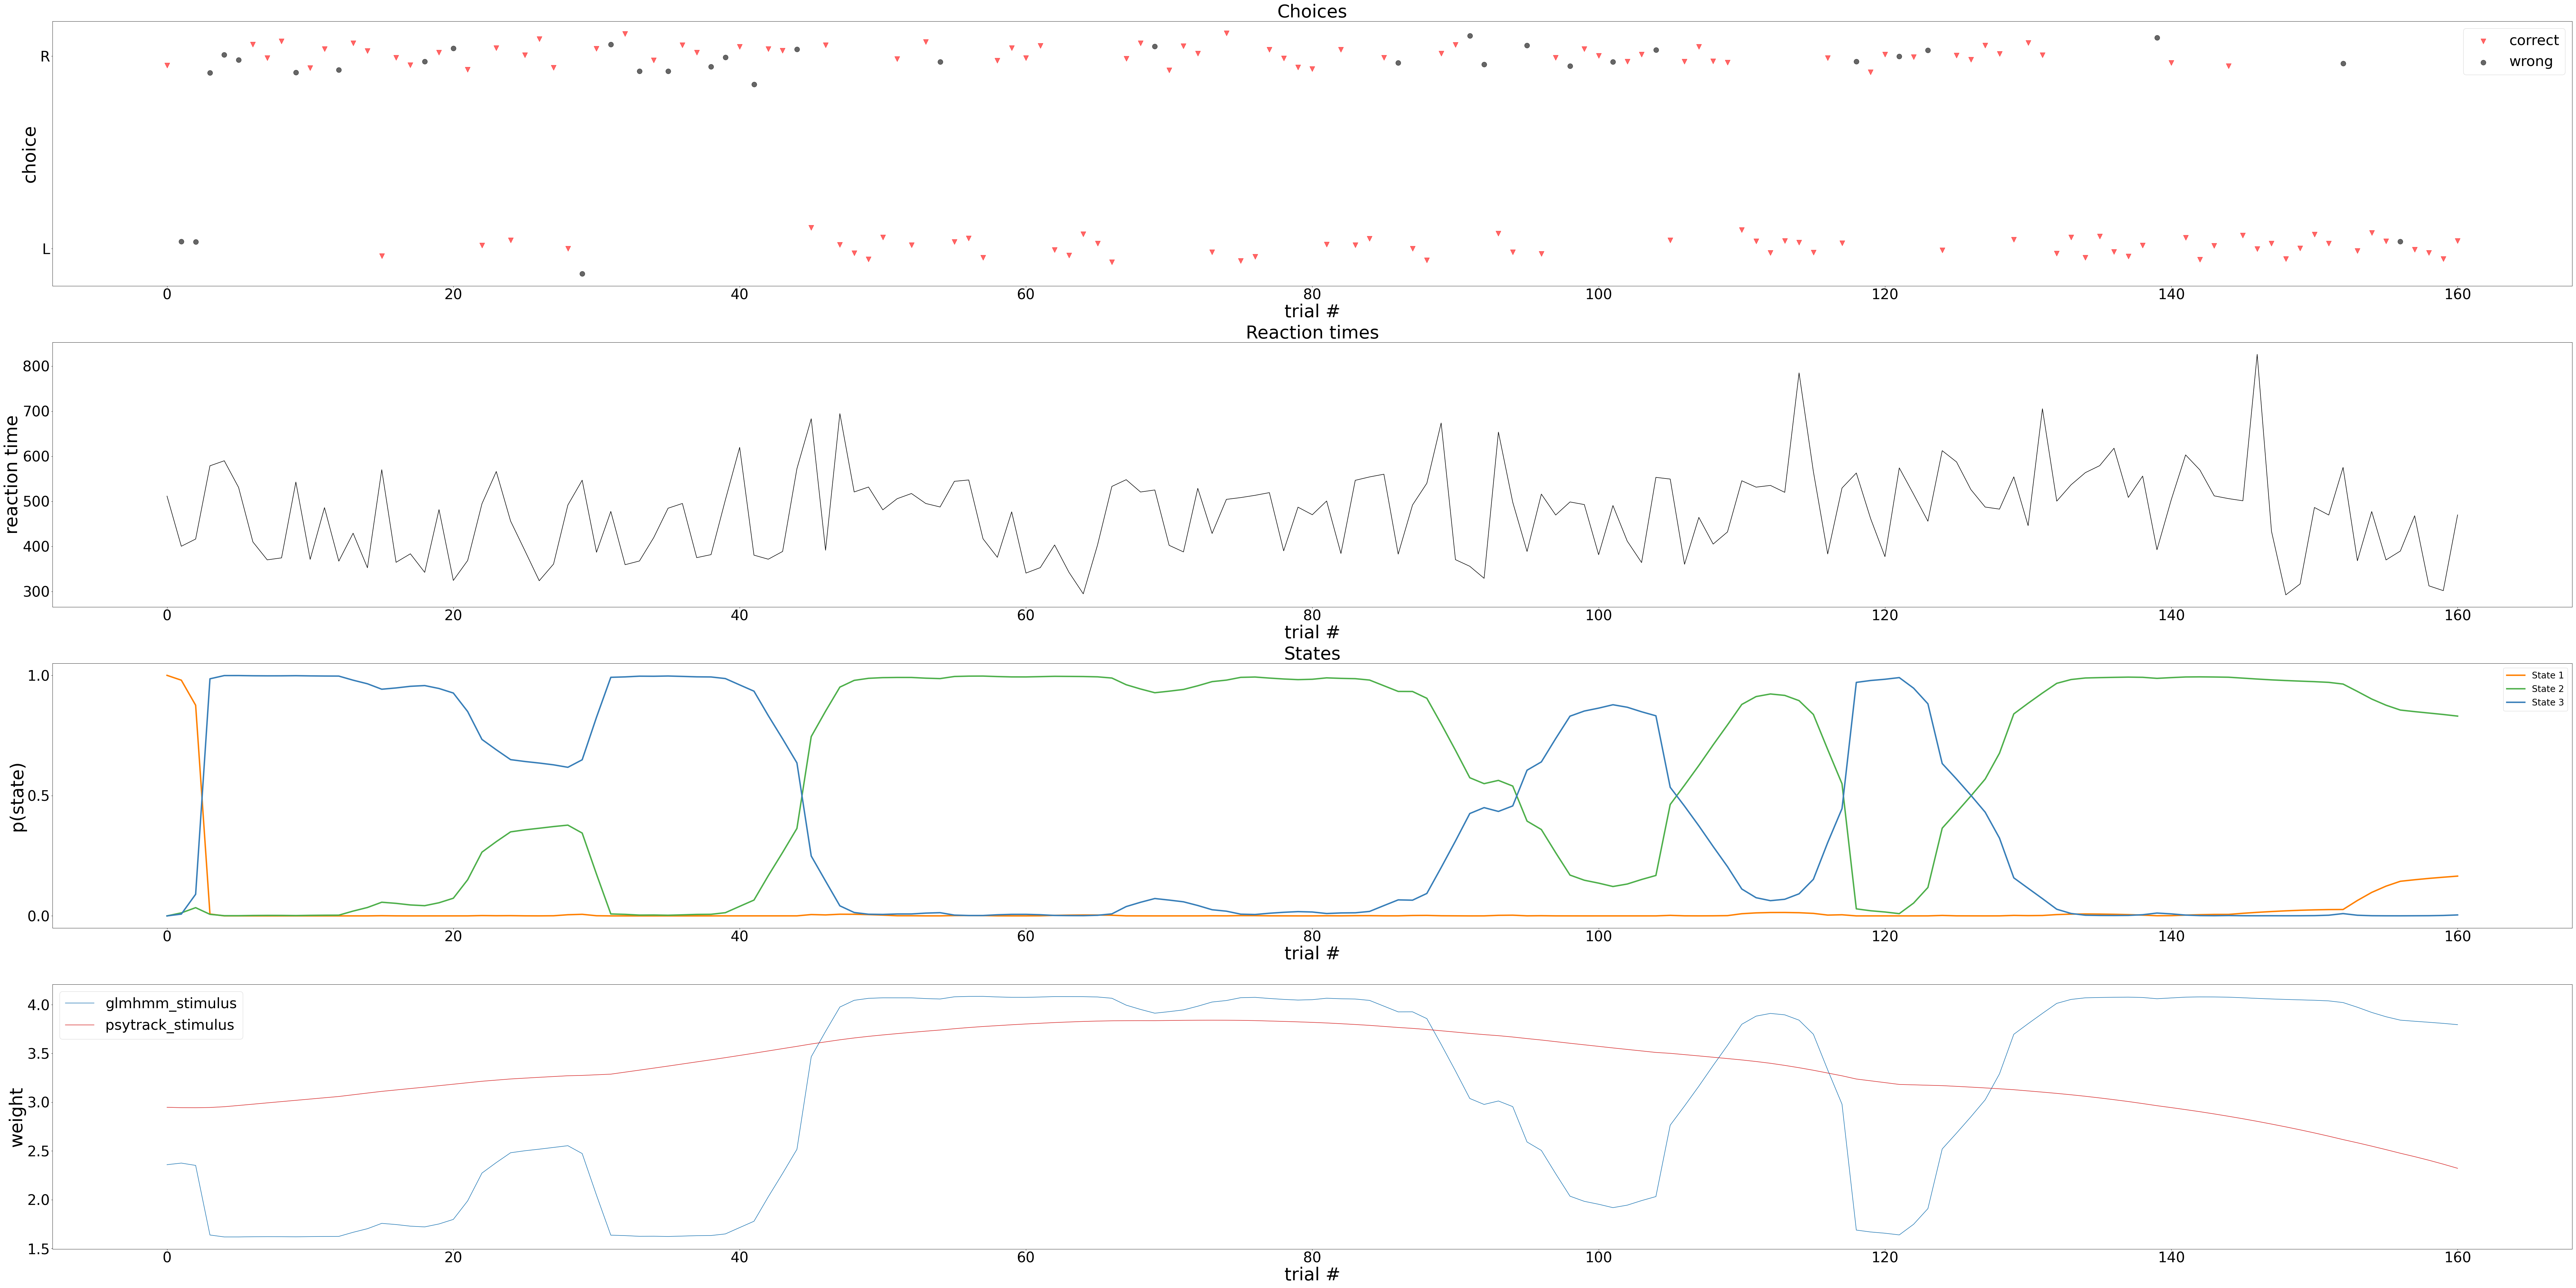 Choices
R
choice
L
correct
wrong
0 20 40 60 80 100 120 140 160
trial #
Reaction times
800
700
600
500
400
300
reaction time
0 20 40 60 80 100 120 140 160
trial #
States
1.0
0.5
0.0
p(state)
State 1
State 2
State 3
0 20 40 60 80 100 120 140 160
trial #
glmhmm_stimulus
psytrack_stimulus
4.0
3.5
3.0
2.5
2.0
1.5
weight
0 20 40 60 80 100 120 140 160
trial #